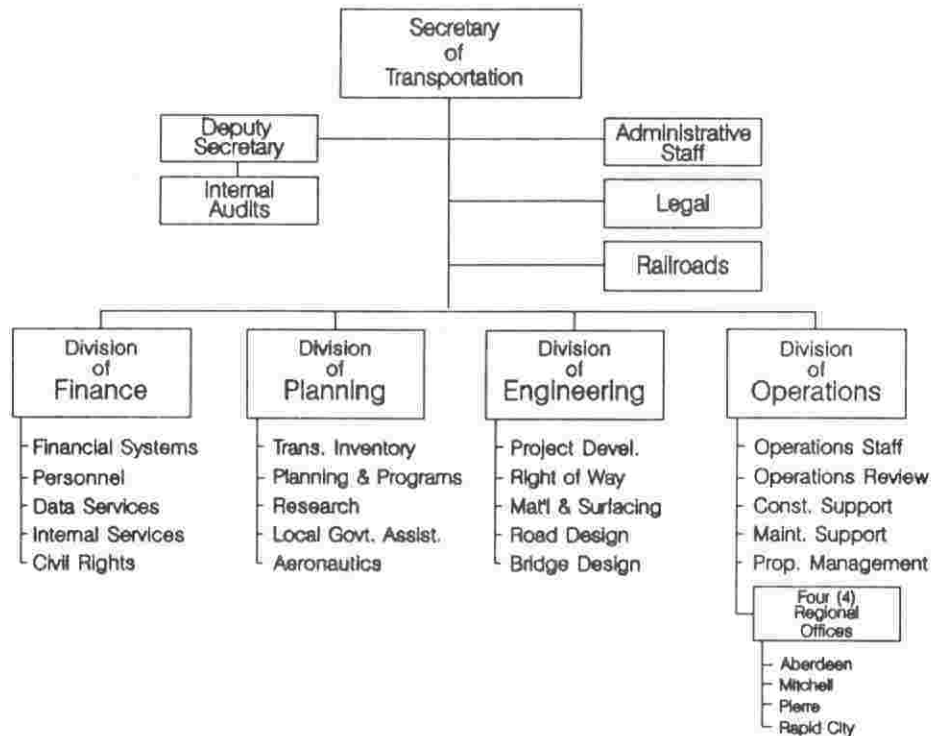 Secretary
of
Transportation
Deputy
Secretary
Administrative
Staff
Internal
Audits
Legal
Railroads
Division
of
Finance
Financial Systems
Personnel
Data Services
Internal Services
Civil Rights
Division
of
Planning
Trans. Inventory
Planning & Programs
Research
Local Govt. Assist.
Aeronautics
Division
of
Engineering
Project Devel.
Right of Way
Mat'l & Surfacing
Road Design
Bridge Design
Division
of
Operations
Operations Staff
Operations Review
Const. Support
Maint. Support
Prop. Management
Four (4)
Regional
Offices
Aberdeen
Mitchell
Pierre
Rapid City